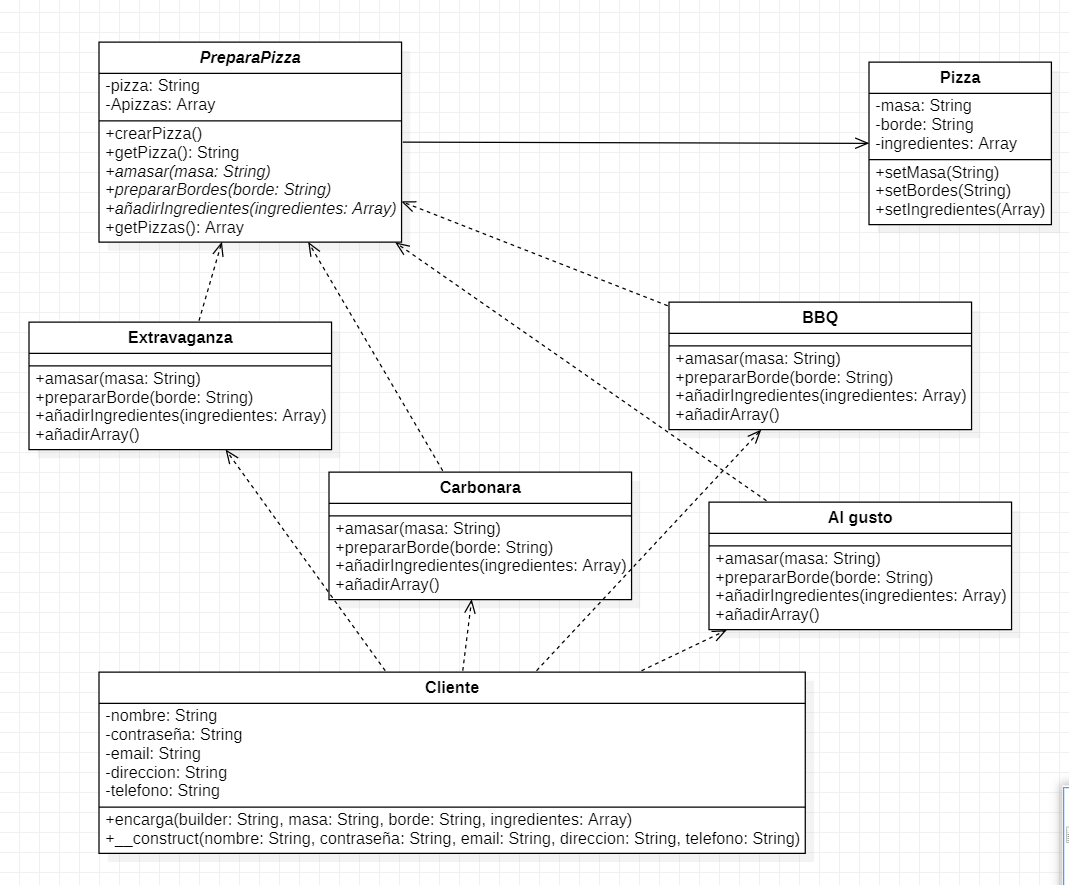 PreparaPizza
-pizza: String
-Apizzas: Array
+crearPizza()
+getPizza(): String
+amasar(masa: String)
+prepararBordes(borde: String)
+añadirIngredientes(ingredientes: Array)
+getPizzas(): Array
Pizza
-masa: String
-borde: String
-ingredientes: Array
+setMasa(String)
+setBordes(String)
+setIngredientes(Array)
Extravaganza
+amasar(masa: String)
+prepararBorde(borde: String)
+añadirIngredientes(ingredientes: Array)
+añadirArray()
BBQ
+amasar(masa: String)
+prepararBorde(borde: String)
+añadirIngredientes(ingredientes: Array)
+añadirArray()
Carbonara
+amasar(masa: String)
+prepararBorde(borde: String)
+añadirIngredientes(ingredientes: Array)
+añadirArray()
Al gusto
+amasar(masa: String)
+prepararBorde(borde: String)
+añadirIngredientes(ingredientes: Array)
+añadirArray()
Cliente
-nombre: String
-contraseña: String
-email: String
-direccion: String
-telefono: String
+encarga(builder: String, masa: String, borde: String, ingredientes: Array)
+__construct(nombre: String, contraseña: String, email: String, direccion: String, telefono: String)